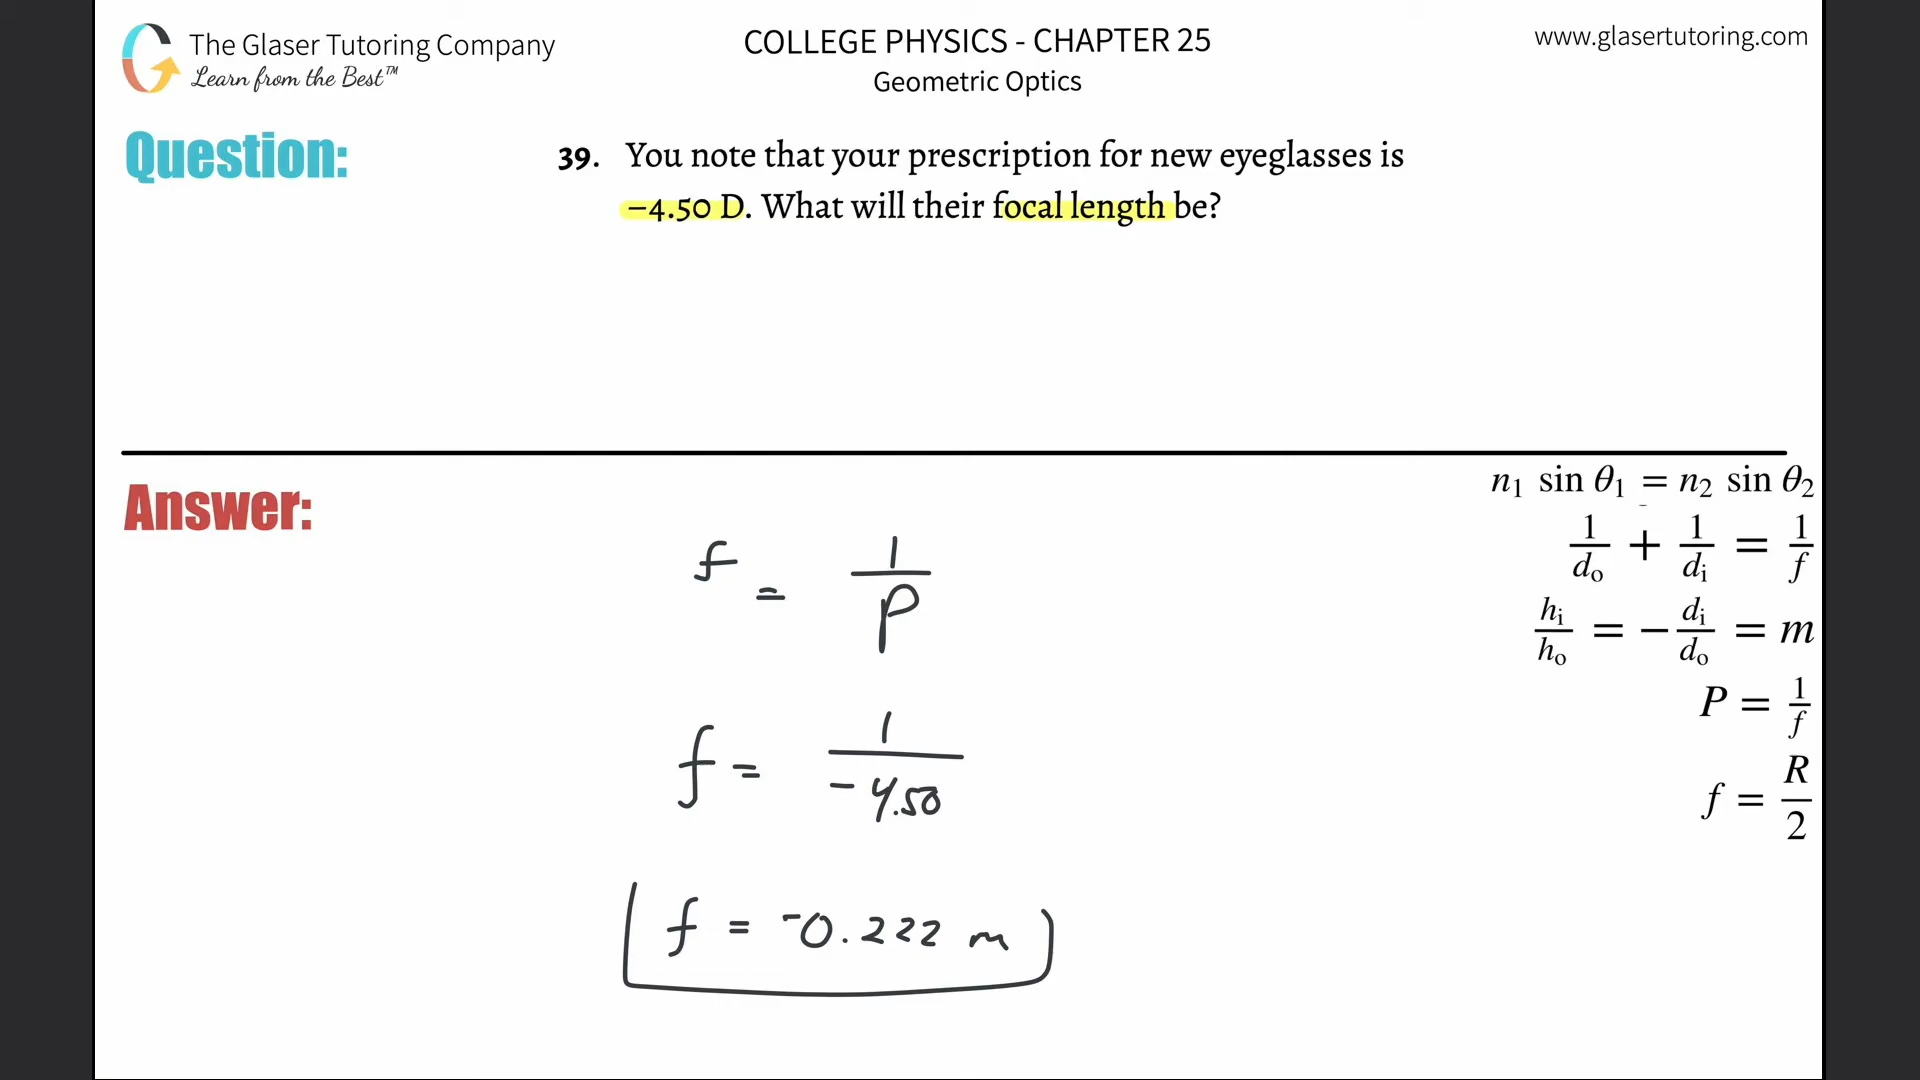 The Glaser Tutoring Company
Learn from the Best™
COLLEGE PHYSICS - CHAPTER 25
Geometric Optics
www.glasertutoring.com
Question:
39. You note that your prescription for new eyeglasses is
−4.50 D. What will their focal length be?
Answer:
n₁ sin θ₁ = n₂ sin θ₂
1/dₒ + 1/dᵢ = 1/f
hᵢ/hₒ = −dᵢ/dₒ = m
P = 1/f
f = R/2
f = 1/P
f = 1/-4.50
f = -0.222 m